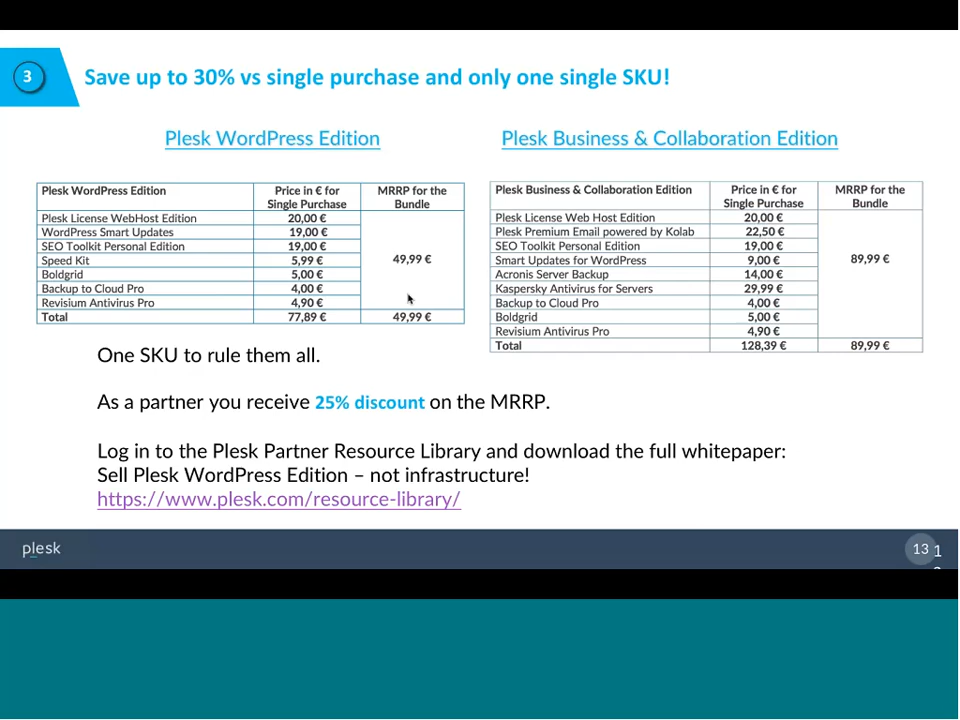 3
Save up to 30% vs single purchase and only one single SKU!
Plesk WordPress Edition
Plesk WordPress Edition Price in € for Single Purchase MRRP for the Bundle
Plesk License WebHost Edition 20,00 €
WordPress Smart Updates 19,00 €
SEO Toolkit Personal Edition 19,00 €
Speed Kit 5,99 € 49,99 €
Boldgrid 5,00 €
Backup to Cloud Pro 4,00 €
Revisium Antivirus Pro 4,90 €
Total 77,89 € 49,99 €
Plesk Business & Collaboration Edition
Plesk Business & Collaboration Edition Price in € for Single Purchase MRRP for the Bundle
Plesk License Web Host Edition 20,00 €
Plesk Premium Email powered by Kolab 22,50 €
SEO Toolkit Personal Edition 19,00 €
Smart Updates for WordPress 9,00 € 89,99 €
Acronis Server Backup 14,00 €
Kaspersky Antivirus for Servers 29,99 €
Backup to Cloud Pro 4,00 €
Boldgrid 5,00 €
Revisium Antivirus Pro 4,90 €
Total 128,39 € 89,99 €
One SKU to rule them all.
As a partner you receive 25% discount on the MRRP.
Log in to the Plesk Partner Resource Library and download the full whitepaper:
Sell Plesk WordPress Edition – not infrastructure!
https://www.plesk.com/resource-library/
plesk
13
1